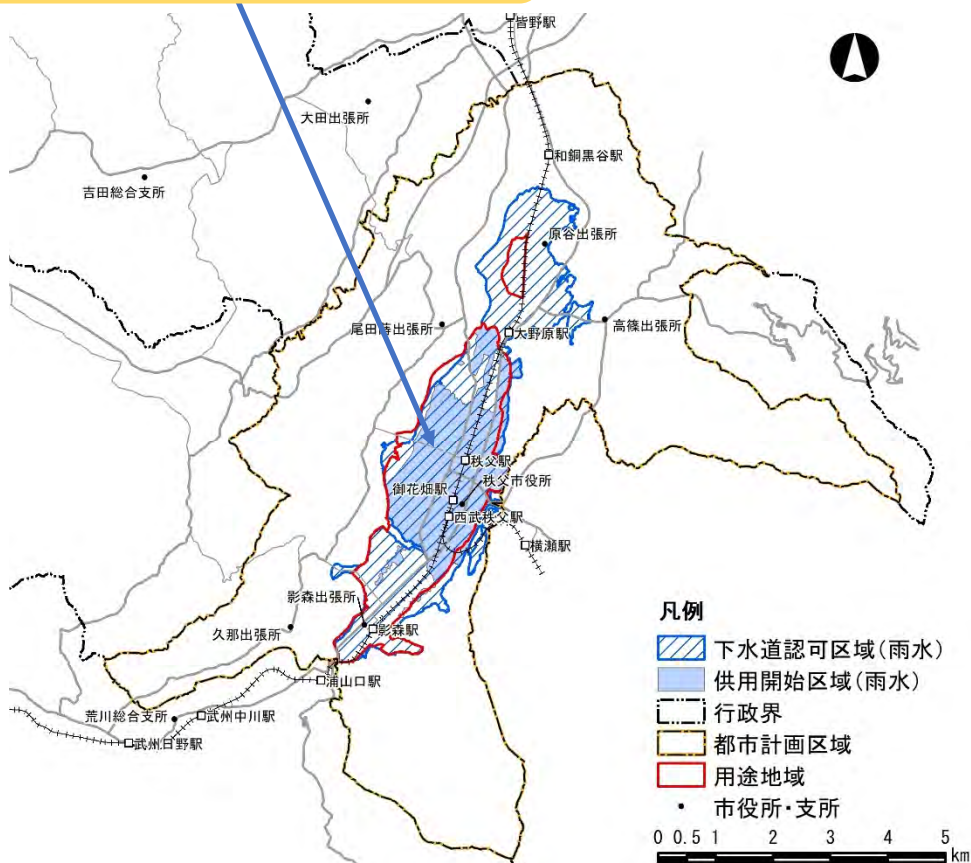 皆野駅
大田出張所
和銅黒谷駅
吉田総合支所
原谷出張所
尾田蒔出張所
大野原駅
高篠出張所
秩父駅
秩父市役所
御花畑駅
西武秩父駅
横瀬駅
影森出張所
久那出張所
影森駅
浦山口駅
荒川総合支所
武州中川駅
武州日野駅
凡例
下水道認可区域(雨水)
供用開始区域(雨水)
行政界
都市計画区域
用途地域
市役所・支所
0 0.5 1 2 3 4 5
km